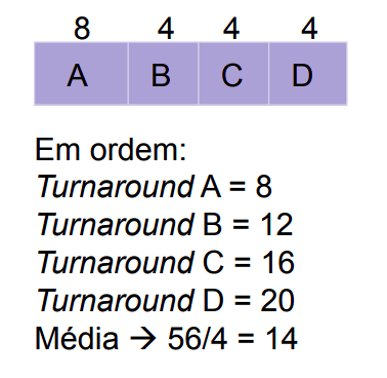 8 4 4 4
A B C D
Em ordem:
Turnaround A = 8
Turnaround B = 12
Turnaround C = 16
Turnaround D = 20
Média → 56/4 = 14